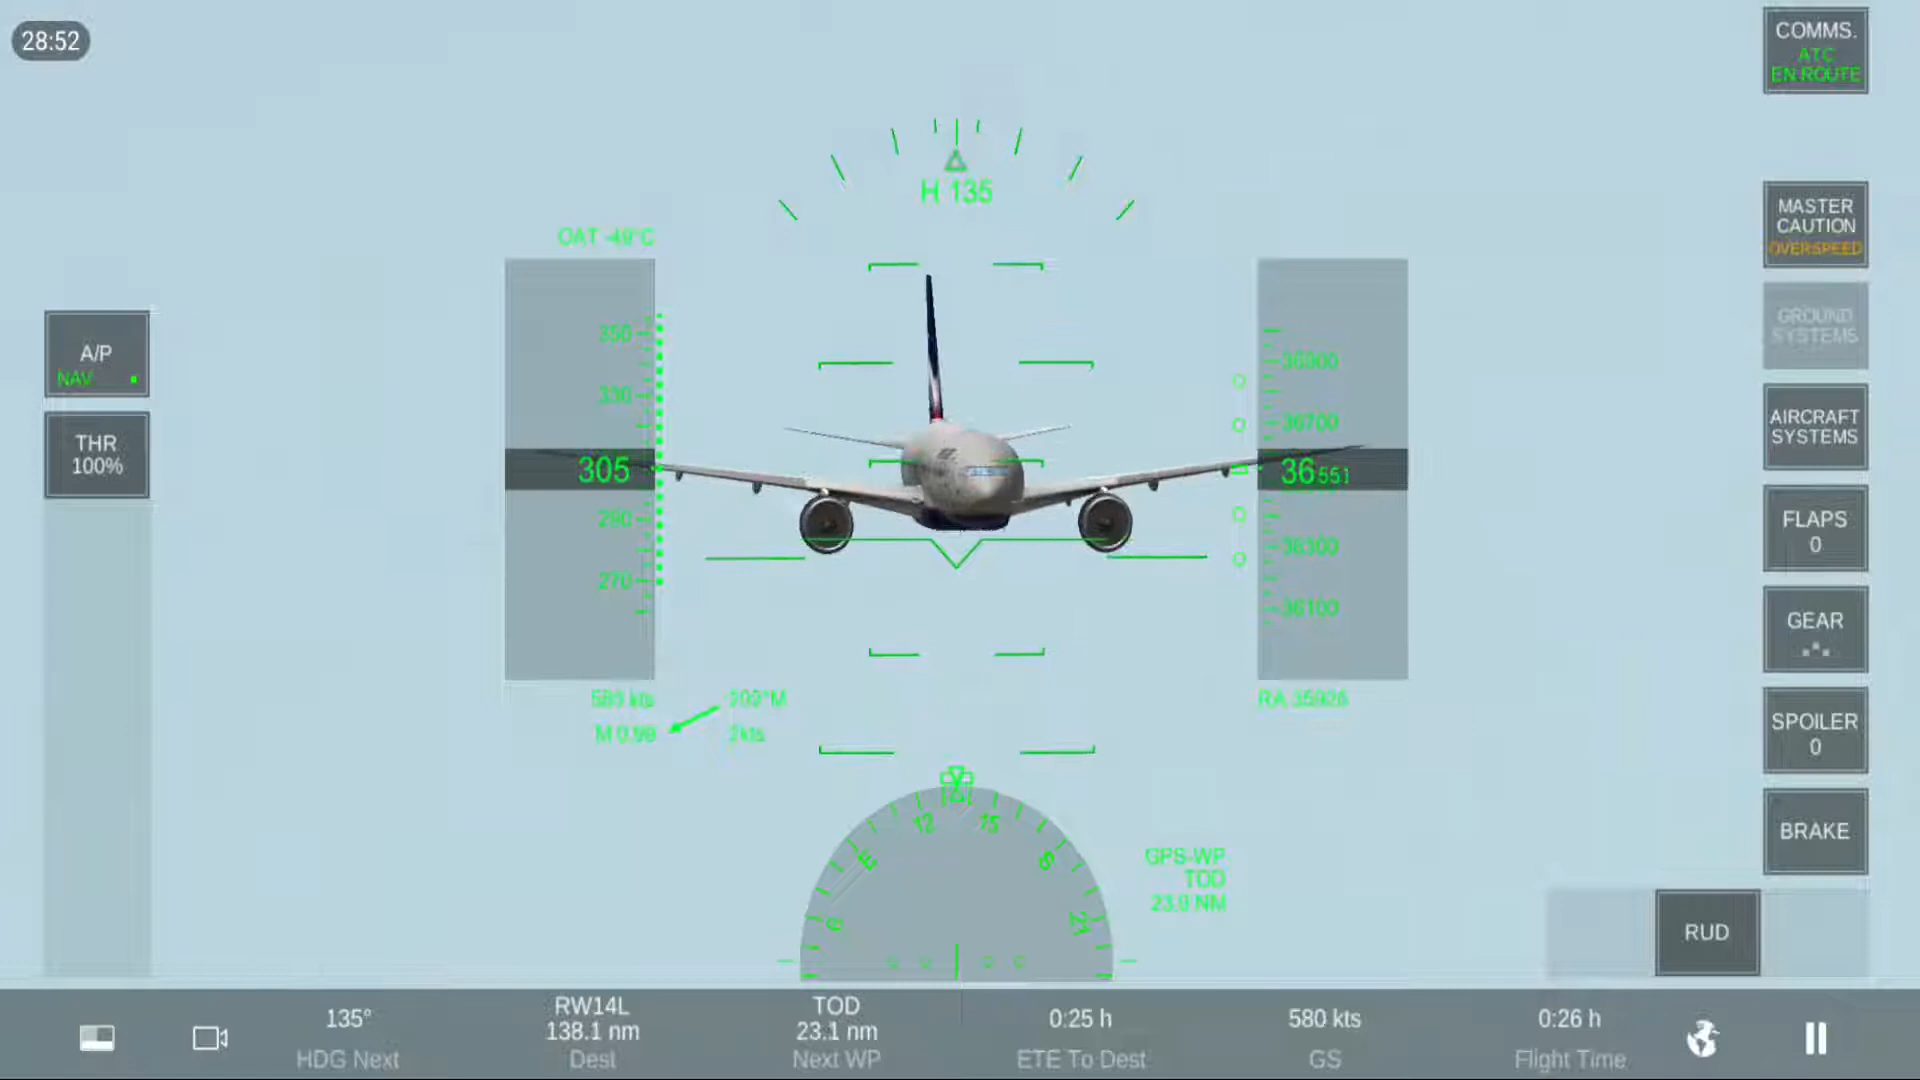 28:52
COMMS.
ATC
EN ROUTE
H 135
OAT -49°C
MASTER
CAUTION
OVERSPEED
GROUND
SYSTEMS
A/P
NAV
THR
100%
350
330
305
290
270
36900
36700
36551
36300
36100
AIRCRAFT
SYSTEMS
FLAPS
0
GEAR
SPOILER
0
BRAKE
RUD
kts
M 0.99
2kts
RA 35926
6
E
12
15
S
21
GPS-WP
TOD
23.9 NM
135°
HDG Next
RW14L
138.1 nm
Dest
TOD
23.1 nm
Next WP
0:25 h
ETE To Dest
580 kts
GS
0:26 h
Flight Time